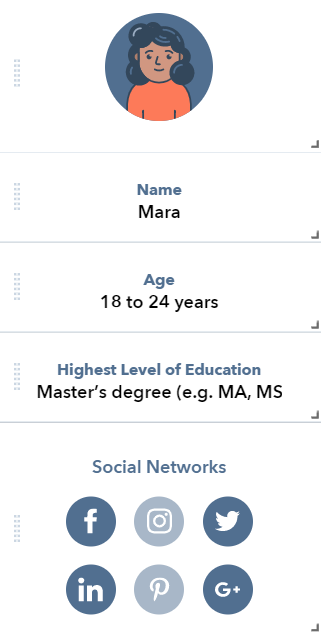 Name
Mara
Age
18 to 24 years
Highest Level of Education
Master's degree (e.g. MA, MS
Social Networks
f
in
G+